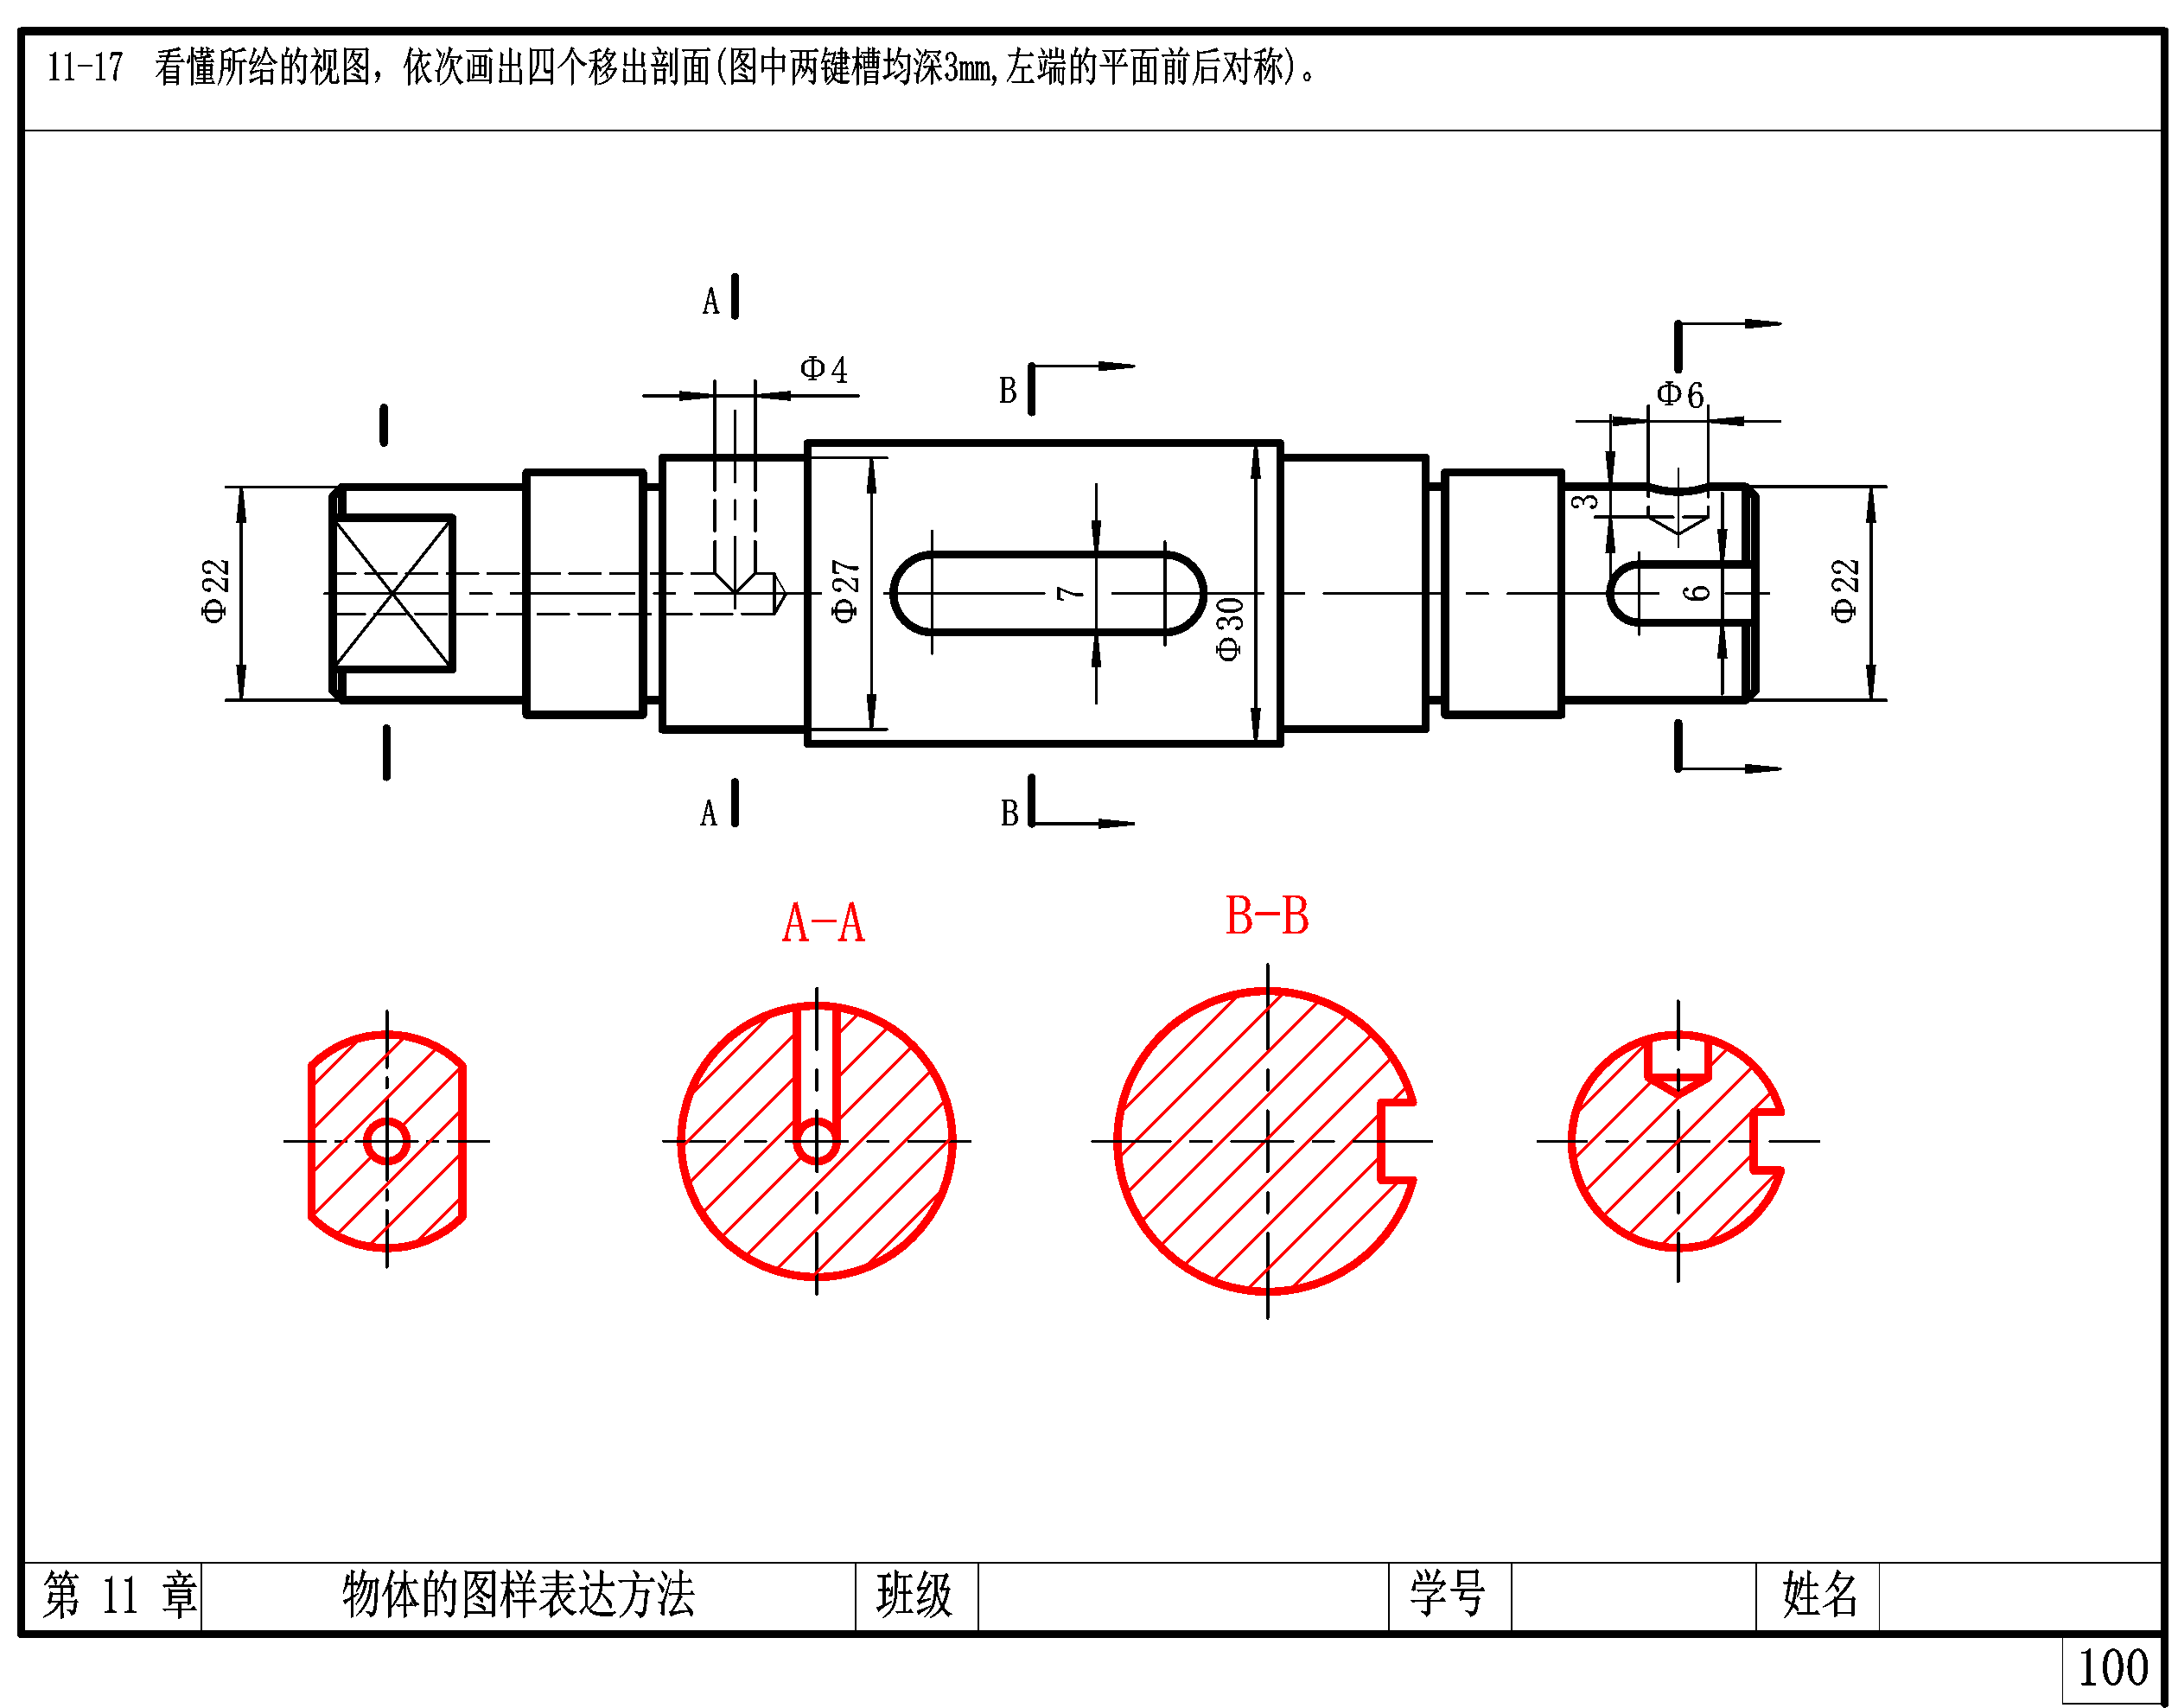 11-17 看懂所给的视图，依次画出四个移出剖面(图中两键槽均深3mm,左端的平面前后对称)。
A
Φ4
B
Φ6
3
Φ22
Φ27
7
Φ30
6
Φ22
A
B
A-A
B-B
第 11 章 物体的图样表达方法 班级 学号 姓名
100